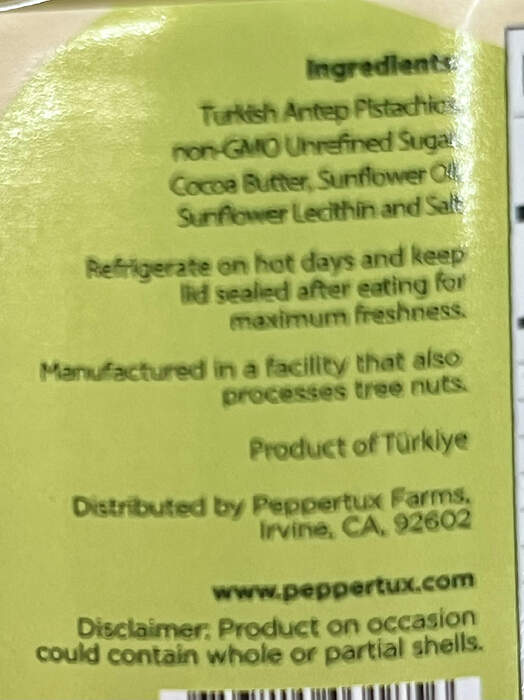 Ingredients:
Turkish Antep Pistachios,
non-GMO Unrefined Sugar,
Cocoa Butter, Sunflower Oil,
Sunflower Lecithin and Salt
Refrigerate on hot days and keep
lid sealed after eating for
maximum freshness.
Manufactured in a facility that also
processes tree nuts.
Product of Türkiye
Distributed by Peppertux Farms,
Irvine, CA, 92602
www.peppertux.com
Disclaimer: Product on occasion
could contain whole or partial shells.